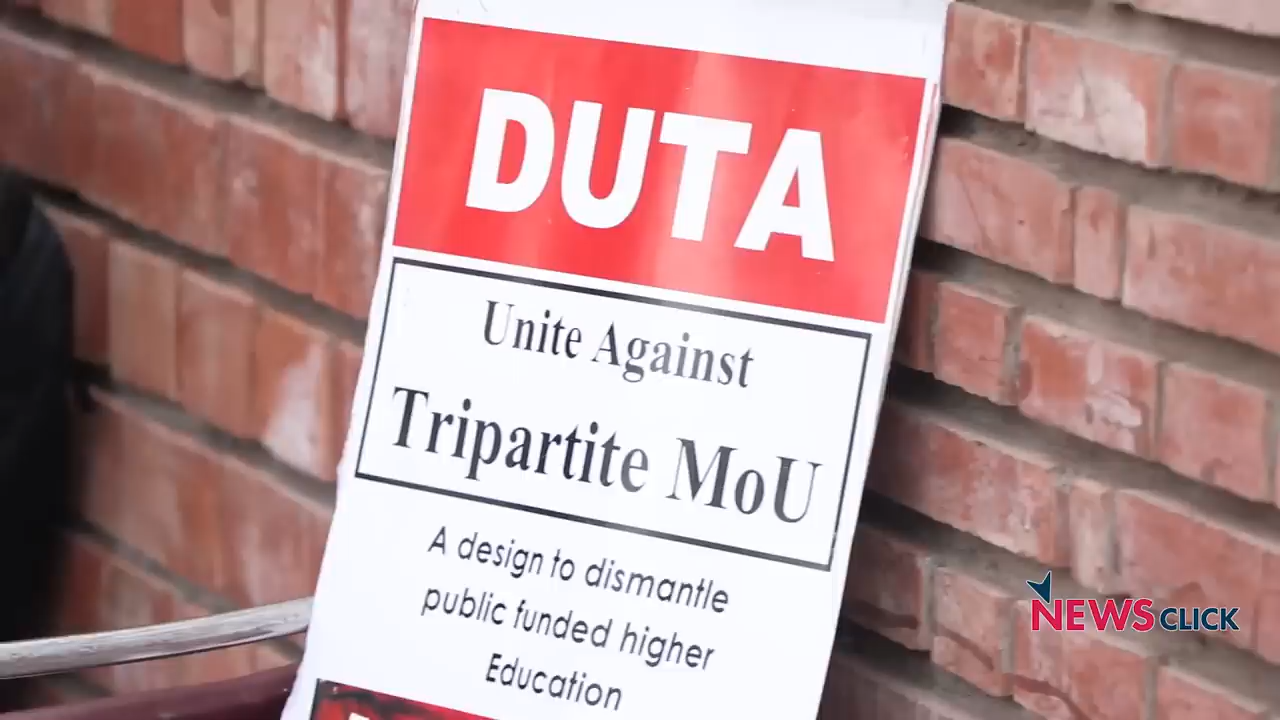 DUTA
Unite Against
Tripartite MoU
A design to dismantle
public funded higher
Education
NEWSCLICK